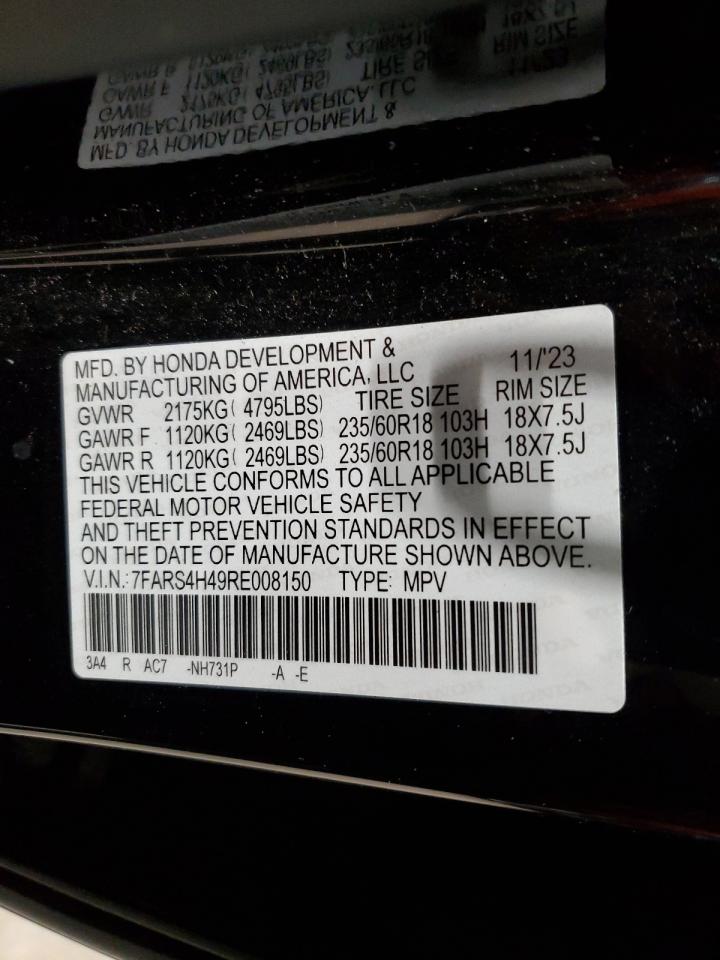 MFD. BY HONDA DEVELOPMENT &
MANUFACTURING OF AMERICA, LLC 11/'23
GVWR 2175KG( 4795LBS) TIRE SIZE RIM SIZE
GAWR F 1120KG( 2469LBS) 235/60R18 103H 18X7.5J
GAWR R 1120KG( 2469LBS) 235/60R18 103H 18X7.5J
THIS VEHICLE CONFORMS TO ALL APPLICABLE
FEDERAL MOTOR VEHICLE SAFETY
AND THEFT PREVENTION STANDARDS IN EFFECT
ON THE DATE OF MANUFACTURE SHOWN ABOVE.
V.I.N.: 7FARS4H49RE008150 TYPE: MPV
3A4 R AC7 -NH731P -A -E